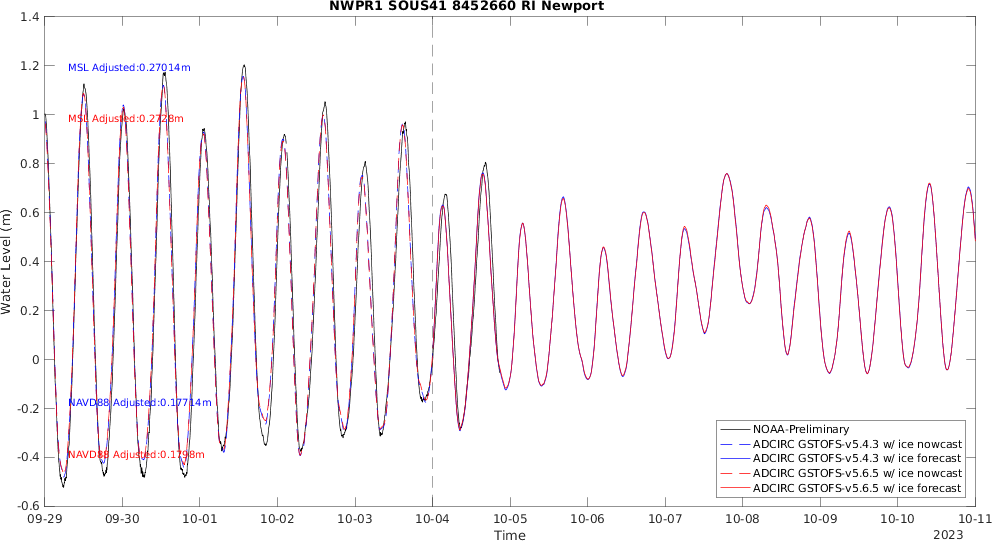 NWPR1 SOUS41 8452660 RI Newport
1.4
1.2
1
0.8
0.6
0.4
0.2
0
-0.2
-0.4
-0.6
Water Level (m)
MSL Adjusted:0.27014m
MSL Adjusted:0.2728m
NAVD88 Adjusted:0.17714m
NAVD88 Adjusted:0.1798m
NOAA-Preliminary
ADCIRC GSTOFS-v5.4.3 w/ ice nowcast
ADCIRC GSTOFS-v5.4.3 w/ ice forecast
ADCIRC GSTOFS-v5.6.5 w/ ice nowcast
ADCIRC GSTOFS-v5.6.5 w/ ice forecast
09-29 09-30 10-01 10-02 10-03 10-04 10-05 10-06 10-07 10-08 10-09 10-10 10-11
Time
2023